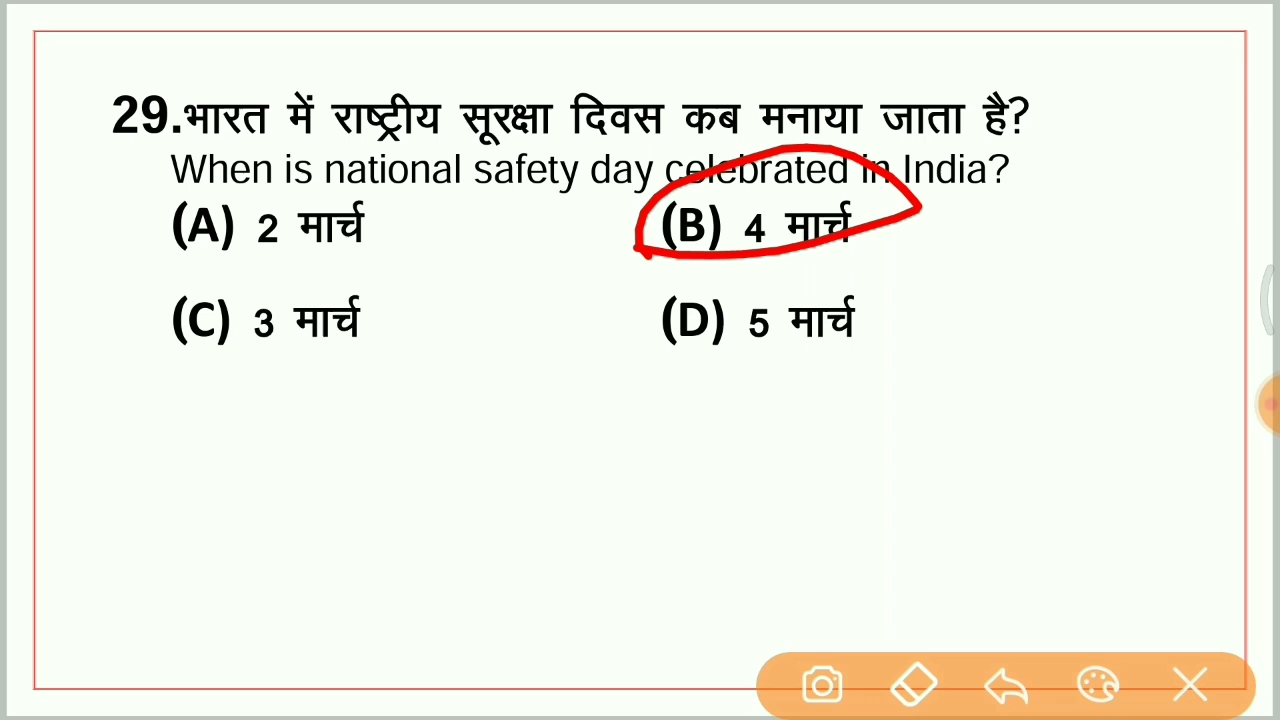 29.भारत में राष्ट्रीय सूरक्षा दिवस कब मनाया जाता है?
When is national safety day celebrated in India?
(A) 2 मार्च (B) 4 मार्च
(C) 3 मार्च (D) 5 मार्च